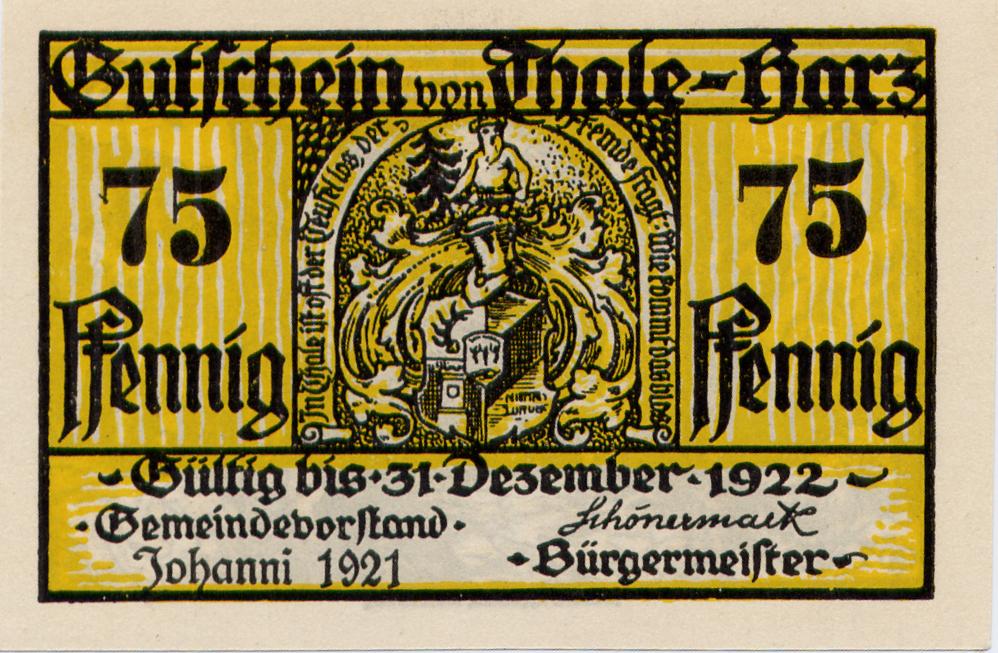 Gutschein von Thale-Harz
75
Pfennig
In Thale ist oft der Teufel los, der
Fremde fragt: Wie kommt das blos
75
Pfennig
Gültig bis·31·Dezember·1922
·Gemeindevorstand·
Johanni 1921
Schönermark
·Bürgermeister